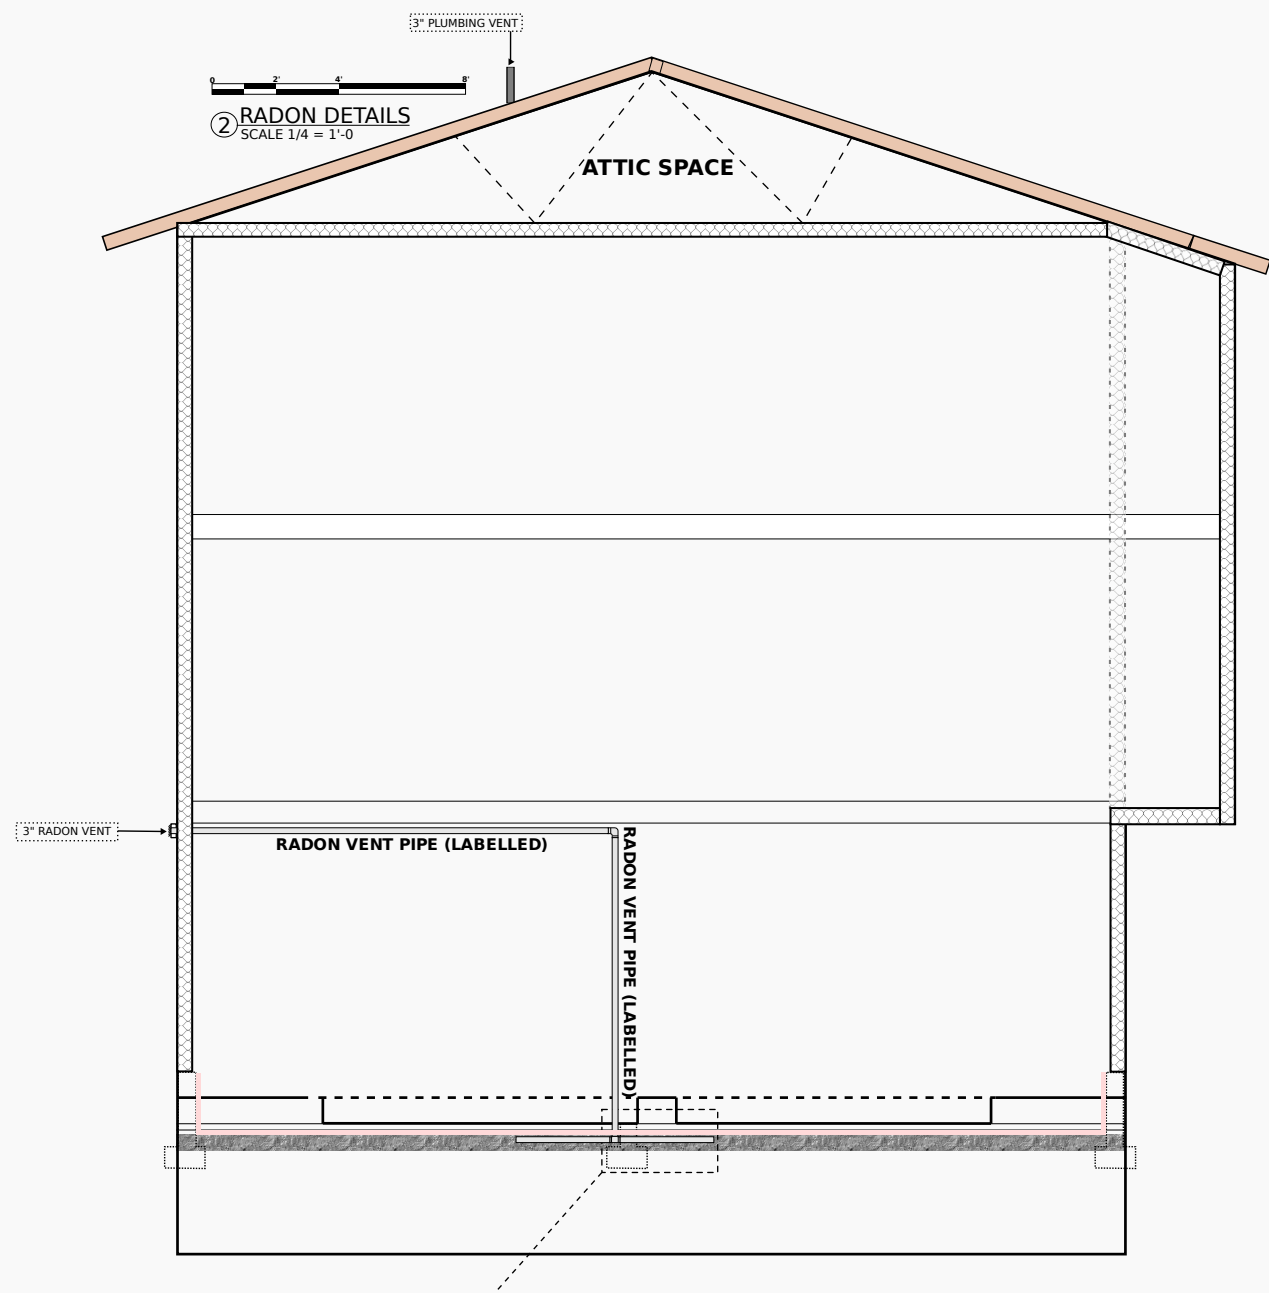 3" PLUMBING VENT
0 2' 4' 8'
2 RADON DETAILS
SCALE 1/4 = 1'-0
ATTIC SPACE
3" RADON VENT
RADON VENT PIPE (LABELLED)
RADON VENT PIPE (LABELLED)